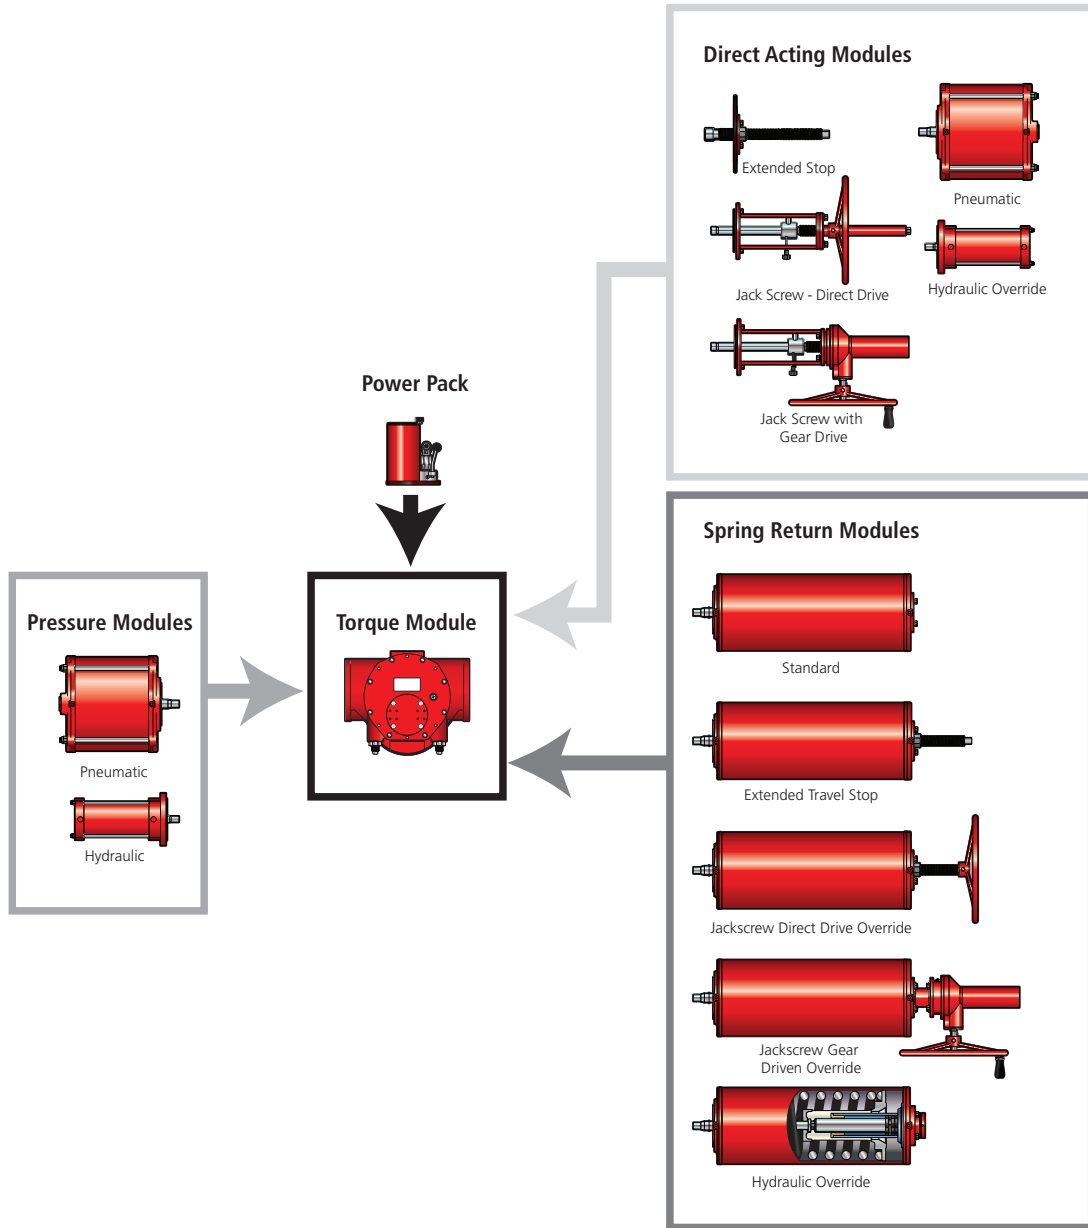 Direct Acting Modules
Extended Stop
Pneumatic
Jack Screw - Direct Drive
Hydraulic Override
Jack Screw with
Gear Drive
Power Pack
Pressure Modules
Pneumatic
Hydraulic
Torque Module
Spring Return Modules
Standard
Extended Travel Stop
Jackscrew Direct Drive Override
Jackscrew Gear
Driven Override
Hydraulic Override